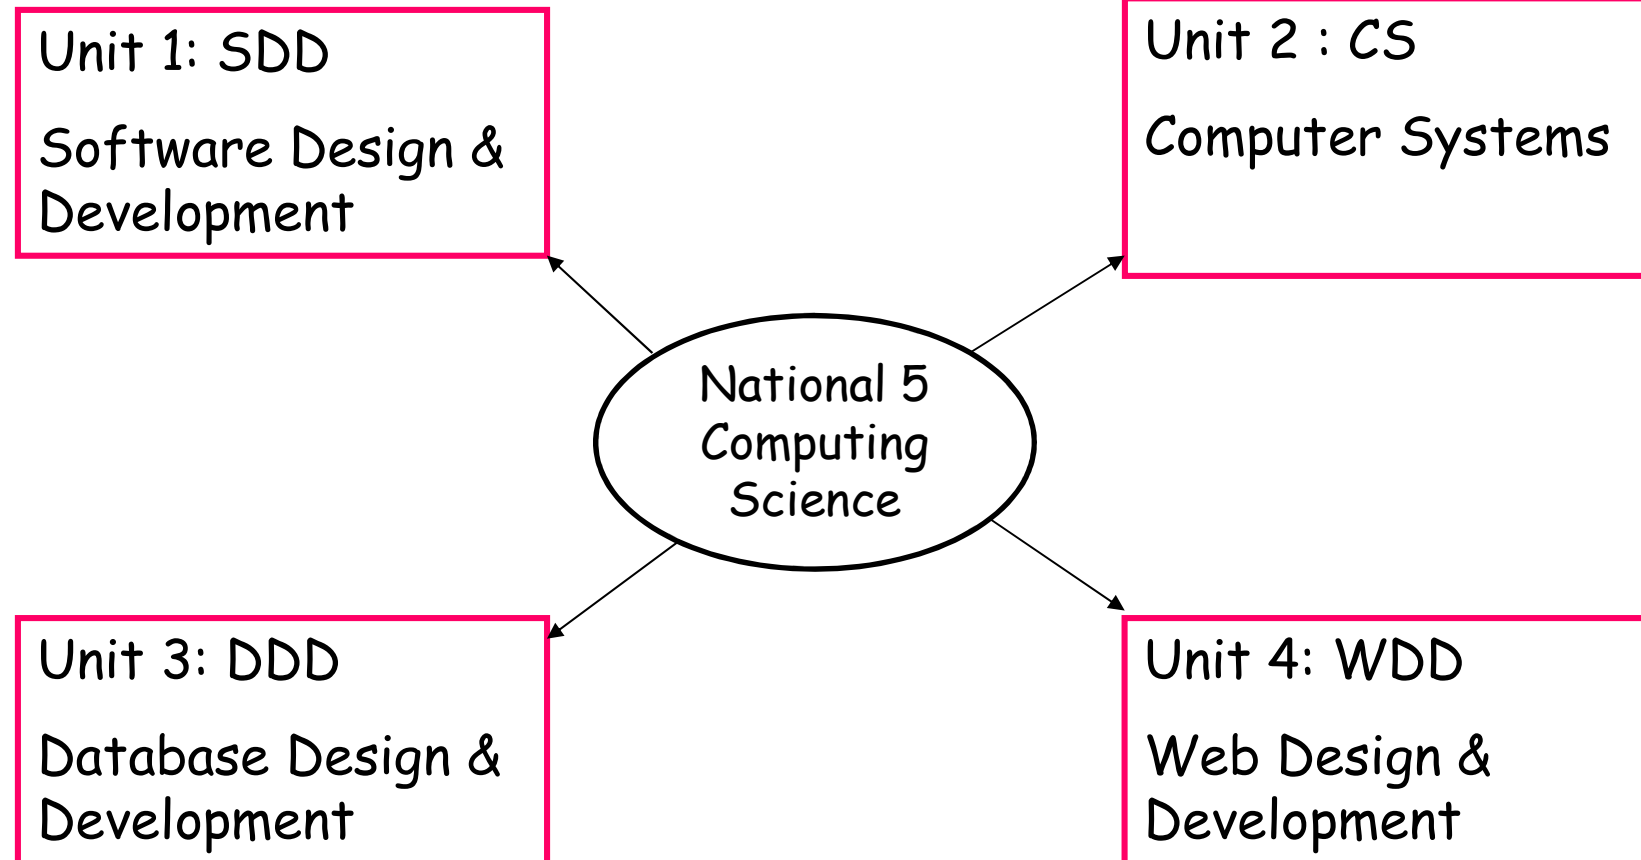 Unit 1: SDD
Software Design &
Development
Unit 2 : CS
Computer Systems
National 5
Computing
Science
Unit 3: DDD
Database Design &
Development
Unit 4: WDD
Web Design &
Development